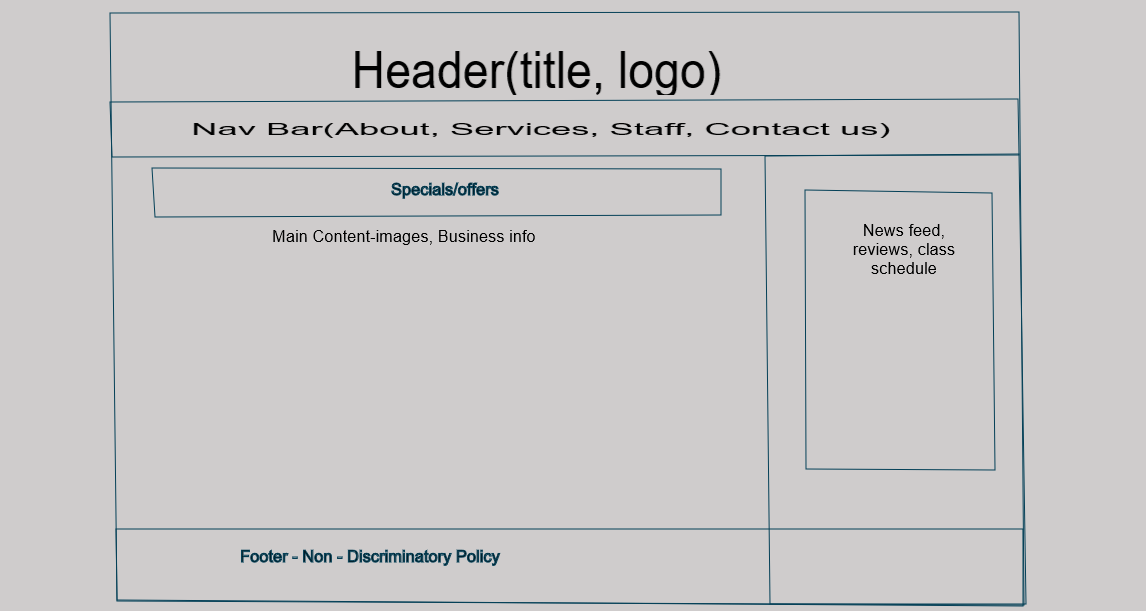 Header(title, logo)
Nav Bar(About, Services, Staff, Contact us)
Specials/offers
Main Content-images, Business info
News feed,
reviews, class
schedule
Footer - Non - Discriminatory Policy